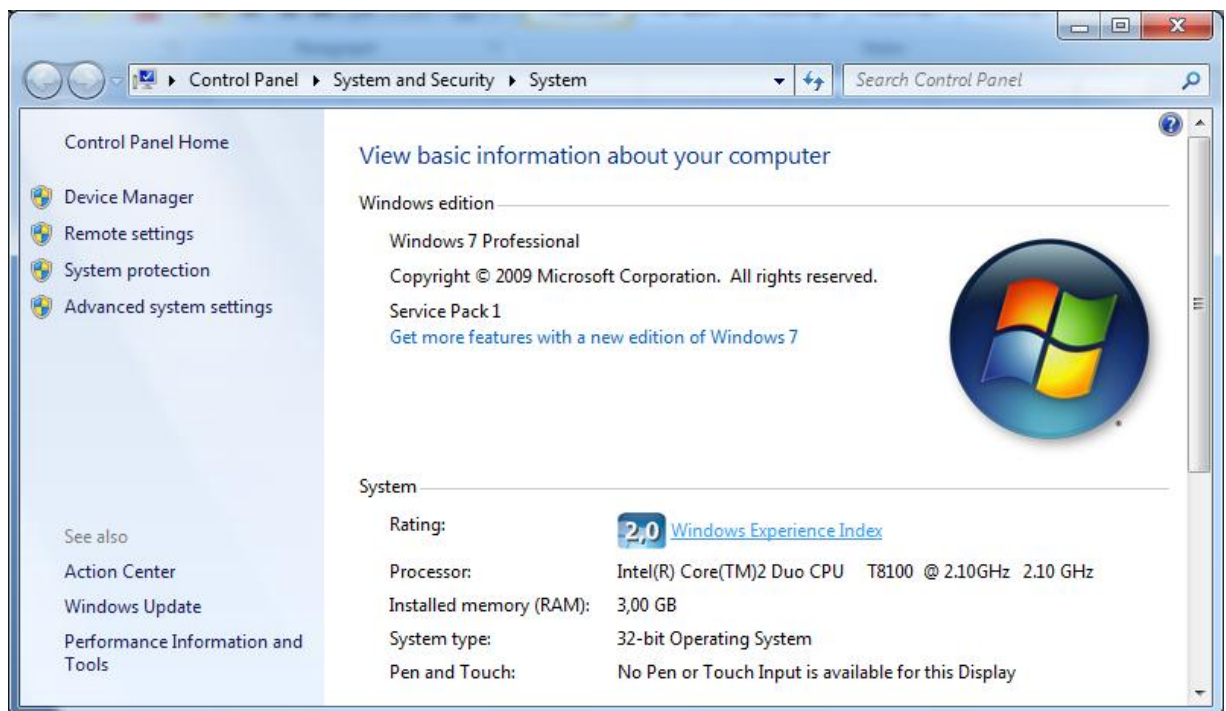 Control Panel ▸ System and Security ▸ System
Search Control Panel
Control Panel Home
Device Manager
Remote settings
System protection
Advanced system settings
See also
Action Center
Windows Update
Performance Information and
Tools
View basic information about your computer
Windows edition
Windows 7 Professional
Copyright © 2009 Microsoft Corporation. All rights reserved.
Service Pack 1
Get more features with a new edition of Windows 7
System
Rating: 2,0 Windows Experience Index
Processor: Intel(R) Core(TM)2 Duo CPU T8100 @ 2.10GHz 2.10 GHz
Installed memory (RAM): 3,00 GB
System type: 32-bit Operating System
Pen and Touch: No Pen or Touch Input is available for this Display